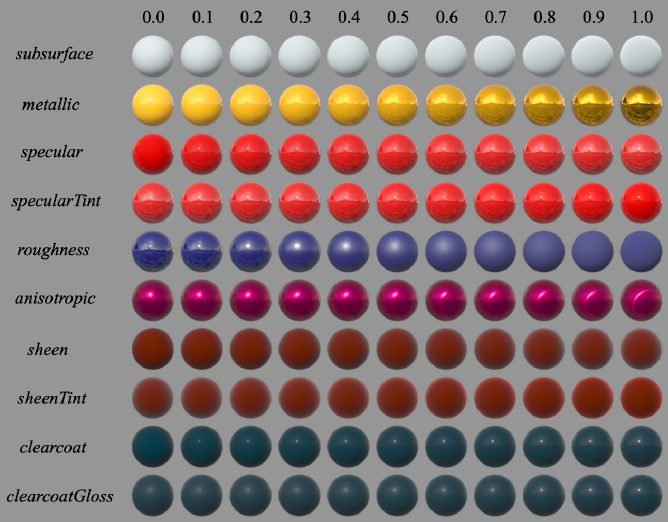 0.0 0.1 0.2 0.3 0.4 0.5 0.6 0.7 0.8 0.9 1.0
subsurface
metallic
specular
specularTint
roughness
anisotropic
sheen
sheenTint
clearcoat
clearcoatGloss